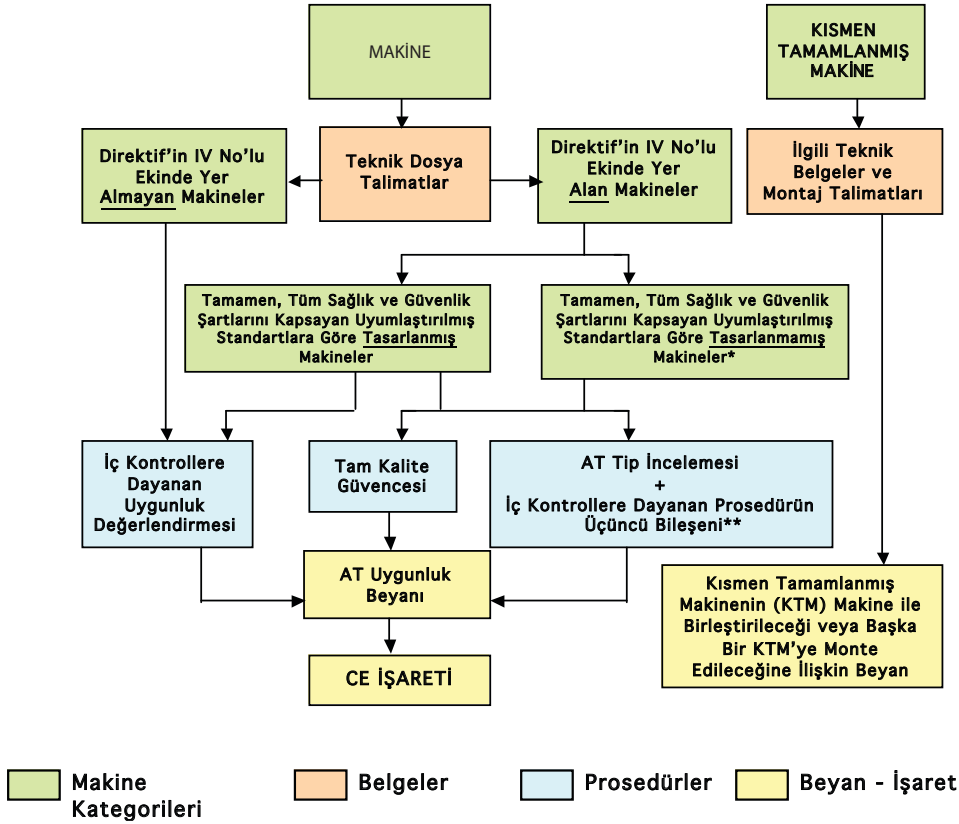 MAKİNE
KISMEN
TAMAMLANMIŞ
MAKİNE
Direktif’in IV No’lu
Ekinde Yer
Almayan Makineler
Teknik Dosya
Talimatlar
Direktif’in IV No’lu
Ekinde Yer
Alan Makineler
İlgili Teknik
Belgeler ve
Montaj Talimatları
Tamamen, Tüm Sağlık ve Güvenlik
Şartlarını Kapsayan Uyumlaştırılmış
Standartlara Göre Tasarlanmış
Makineler
Tamamen, Tüm Sağlık ve Güvenlik
Şartlarını Kapsayan Uyumlaştırılmış
Standartlara Göre Tasarlanmamış
Makineler*
İç Kontrollere
Dayanan
Uygunluk
Değerlendirmesi
Tam Kalite
Güvencesi
AT Tip İncelemesi
+
İç Kontrollere Dayanan Prosedürün
Üçüncü Bileşeni**
AT Uygunluk
Beyanı
Kısmen Tamamlanmış
Makinenin (KTM) Makine ile
Birleştirileceği veya Başka
Bir KTM’ye Monte
Edileceğine İlişkin Beyan
CE İŞARETİ
Makine
Kategorileri
Belgeler
Prosedürler
Beyan - İşaret